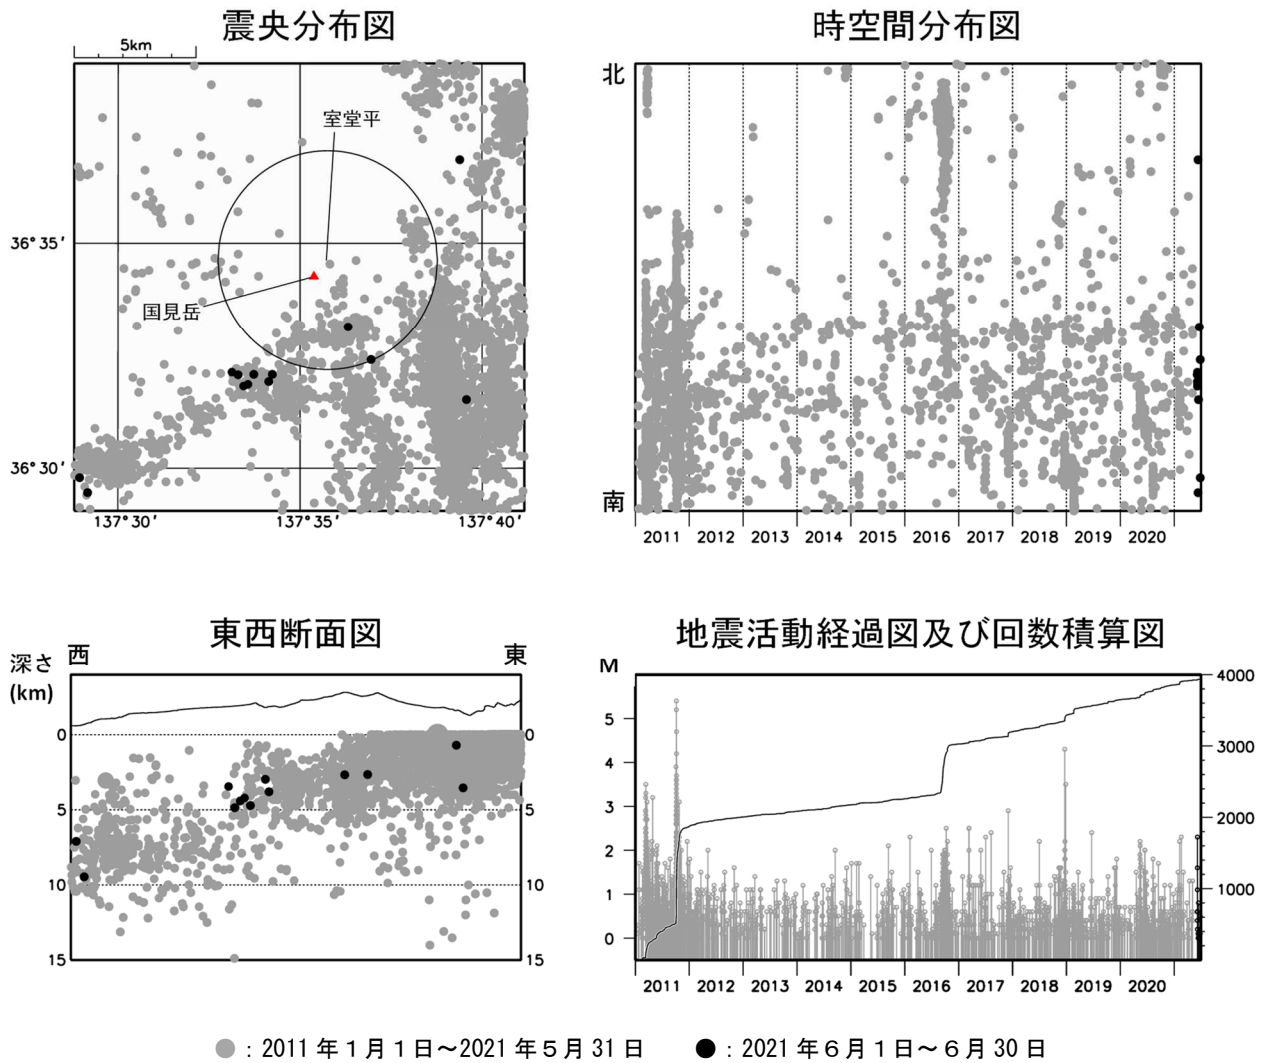 震央分布図
5km
室堂平
国見岳
36°35′
36°30′
137°30′
137°35′
137°40′
時空間分布図
北
南
2011 2012 2013 2014 2015 2016 2017 2018 2019 2020
東西断面図
西
東
深さ
(km)
0
0
5
5
10
10
15
15
地震活動経過図及び回数積算図
M
4000
5
4
3000
3
2000
2
1
1000
0
2011 2012 2013 2014 2015 2016 2017 2018 2019 2020
：2011年１月１日～2021年５月31日
：2021年６月１日～６月30日